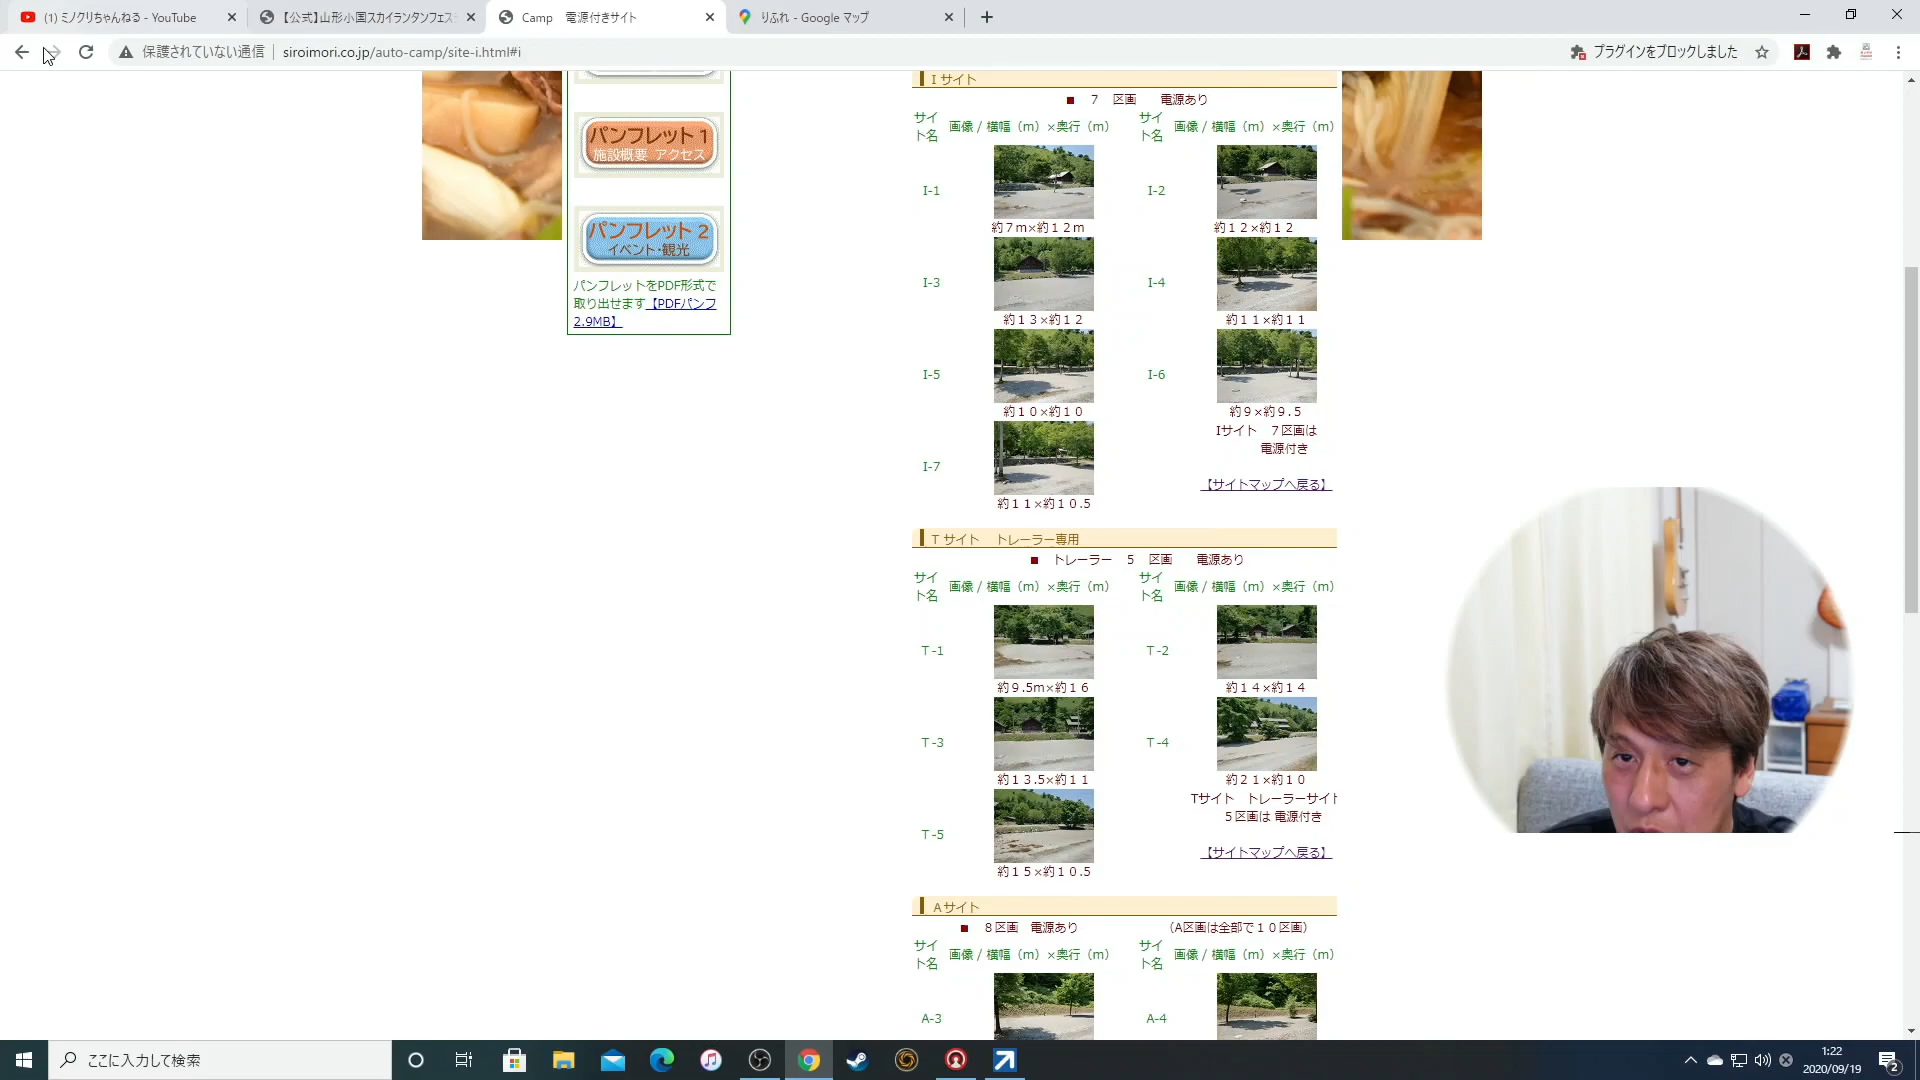 (1) ミノクリちゃんねる - YouTube
【公式】山形小国スカイランタンフェス
Camp 電源付きサイト
りふれ - Google マップ
保護されていない通信
siroimori.co.jp/auto-camp/site-i.html#i
プラグインをブロックしました
パンフレット 1
施設概要 アクセス
パンフレット 2
イベント・観光
パンフレットをPDF形式で
取り出せます【PDFパンフ
2.9MB】
I サイト
■ 7 区画 電源あり
サイ
ト名
画像 / 横幅（m）×奥行（m）
サイ
ト名
画像 / 横幅（m）×奥行（m）
I-1
I-2
約７m×約１２m
約１２×約１２
I-3
I-4
約１３×約１２
約１１×約１１
I-5
I-6
約１０×約１０
約９×約９.５
Iサイト ７区画は
電源付き
I-7
【サイトマップへ戻る】
約１１×約１０.５
T サイト トレーラー専用
■ トレーラー 5 区画 電源あり
サイ
ト名
画像 / 横幅（m）×奥行（m）
サイ
ト名
画像 / 横幅（m）×奥行（m）
T-1
T-2
約９.５m×約１６
約１４×約１４
T-3
T-4
約１３.５×約１１
約２１×約１０
Tサイト トレーラーサイト
５区画は 電源付き
T-5
【サイトマップへ戻る】
約１５×約１０.５
Aサイト
■ ８区画 電源あり
（A区画は全部で１０区画）
サイ
ト名
画像 / 横幅（m）×奥行（m）
サイ
ト名
画像 / 横幅（m）×奥行（m）
A-3
A-4
ここに入力して検索
1:22
2020/09/19
2